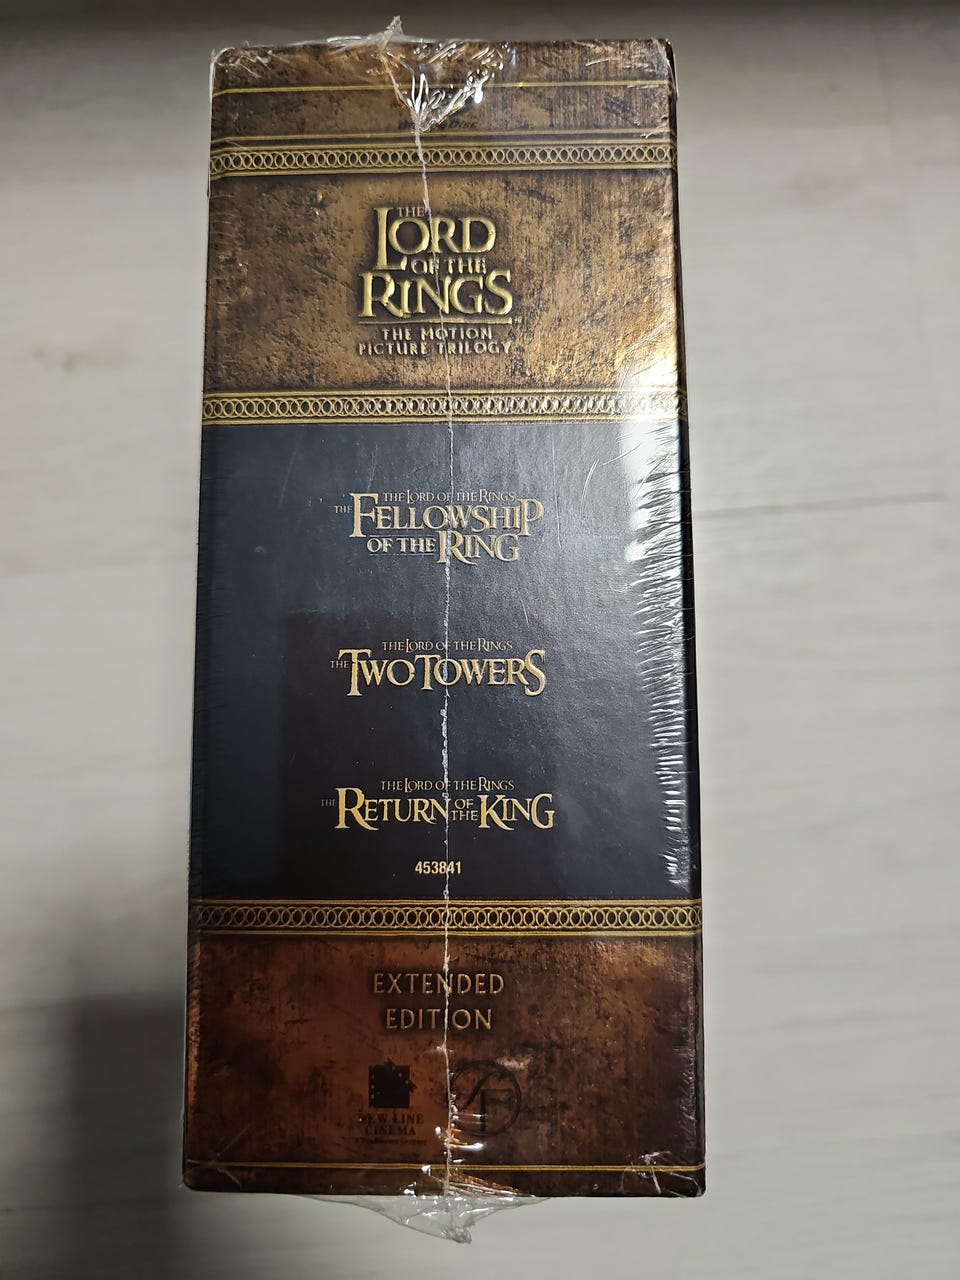 THE
LORD
OF THE
RINGS
THE MOTION
PICTURE TRILOGY
THE LORD OF THE RINGS
THE FELLOWSHIP
OF THE RING
THE LORD OF THE RINGS
THE TWO TOWERS
THE LORD OF THE RINGS
THE RETURN OF THE KING
453841
EXTENDED
EDITION
NEW LINE
CINEMA
SF